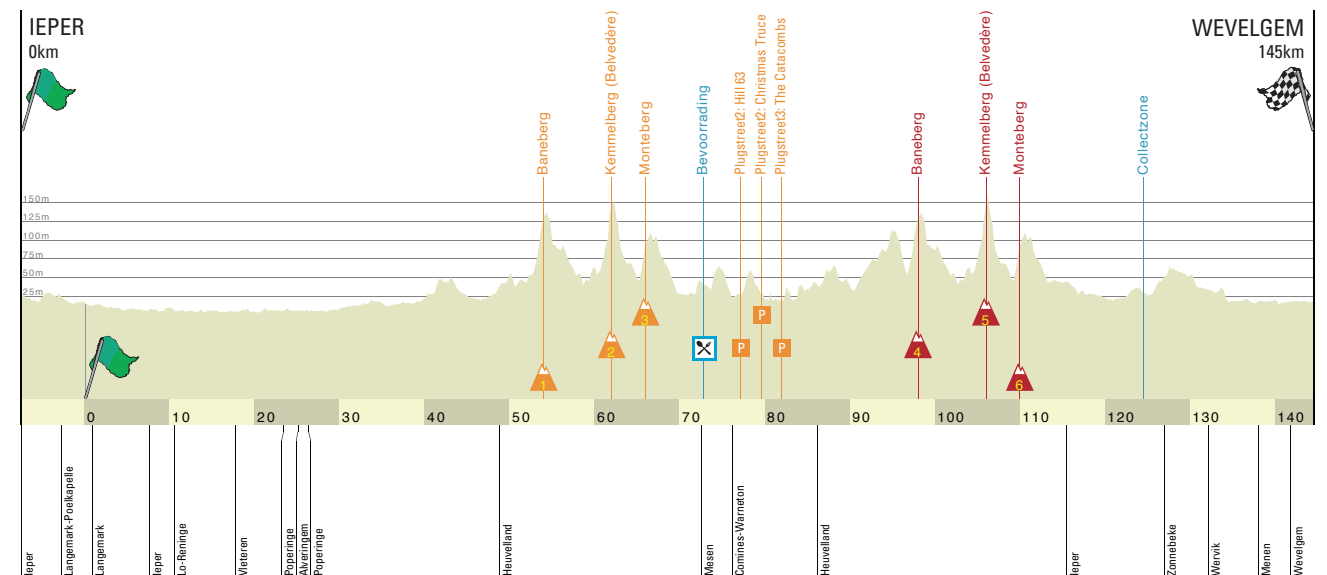 IEPER
0km
WEVELGEM
145km
Baneberg
Kemmelberg (Belvedère)
Monteberg
Bevoorrading
Plugstreet2: Hill 63
Plugstreet2: Christmas Truce
Plugstreet3: The Catacombs
Baneberg
Kemmelberg (Belvedère)
Monteberg
Collectzone
150m
125m
100m
75m
50m
25m
1
2
3
P
P
P
4
5
6
0 10 20 30 40 50 60 70 80 90 100 110 120 130 140
Ieper
Langemark-Poelkapelle
Langemark
Ieper
Lo-Reninge
Vleteren
Poperinge
Alveringem
Poperinge
Heuvelland
Messen
Comines-Warneton
Heuvelland
Ieper
Zonnebeke
Wervik
Menen
Wevelgem